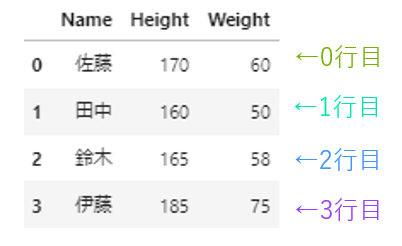 Name Height Weight
0 佐藤 170 60 ←0行目
1 田中 160 50 ←1行目
2 鈴木 165 58 ←2行目
3 伊藤 185 75 ←3行目